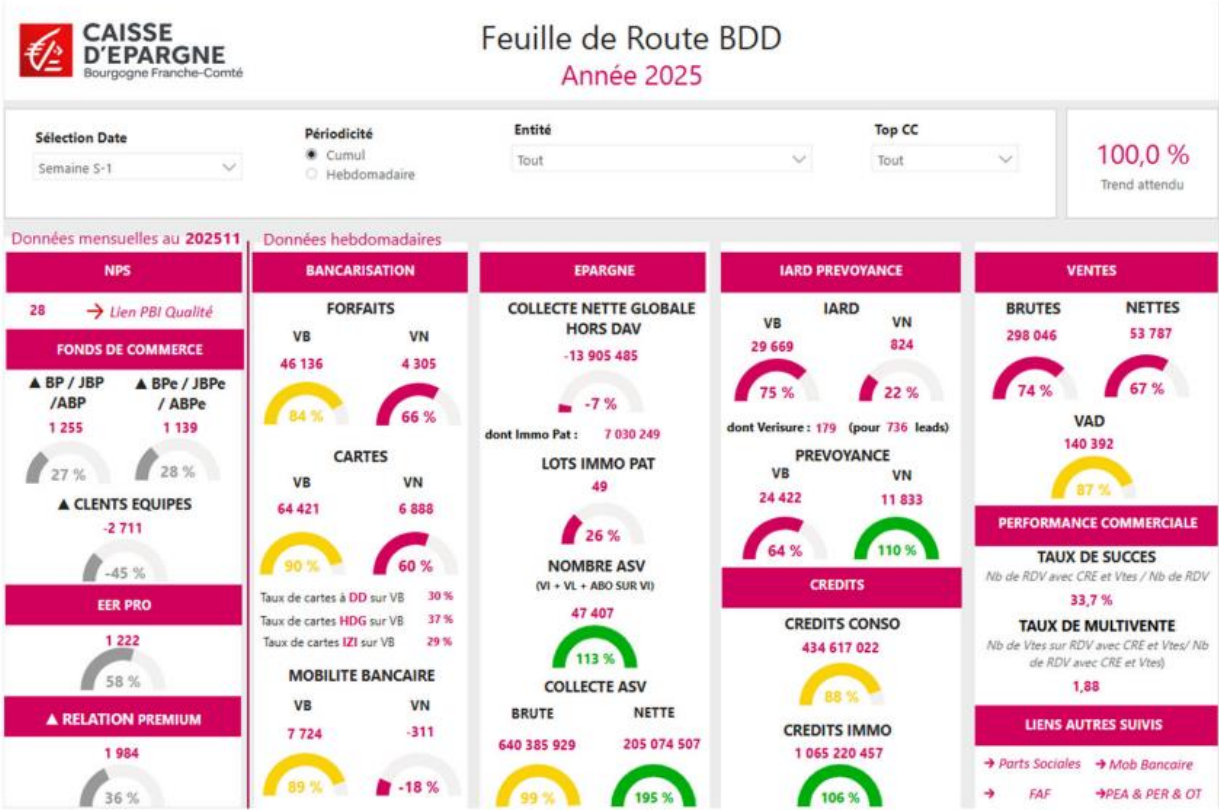 CAISSE
D'EPARGNE
Bourgogne Franche-Comté
Feuille de Route BDD
Année 2025
Sélection Date
Semaine S-1
Périodicité
Cumul
Hebdomadaire
Entité
Tout
Top CC
Tout
100,0 %
Trend attendu
Données mensuelles au 202511
Données hebdomadaires
NPS
28 → Lien PBI Qualité
FONDS DE COMMERCE
▲ BP / JBP
/ABP
1 255
27 %
▲ BPe / JBPe
/ ABPe
1 139
28 %
▲ CLENTS EQUIPES
-2 711
-45 %
EER PRO
1 222
58 %
▲ RELATION PREMIUM
1 984
36 %
BANCARISATION
FORFAITS
VB VN
46 136 4 305
84 % 66 %
CARTES
VB VN
64 421 6 888
90 % 60 %
Taux de cartes à DD sur VB 30 %
Taux de cartes HDG sur VB 37 %
Taux de cartes IZI sur VB 29 %
MOBILITE BANCAIRE
VB VN
7 724 -311
89 % -18 %
EPARGNE
COLLECTE NETTE GLOBALE
HORS DAV
-13 905 485
-7 %
dont Immo Pat : 7 030 249
LOTS IMMO PAT
49
26 %
NOMBRE ASV
(VI + VL + ABO SUR VI)
47 407
113 %
COLLECTE ASV
BRUTE NETTE
640 385 929 205 074 507
99 % 195 %
IARD PREVOYANCE
IARD
VB VN
29 669 824
75 % 22 %
dont Verisure : 179 (pour 736 leads)
PREVOYANCE
VB VN
24 422 11 833
64 % 110 %
CREDITS
CREDITS CONSO
434 617 022
88 %
CREDITS IMMO
1 065 220 457
106 %
VENTES
BRUTES NETTES
298 046 53 787
74 % 67 %
VAD
140 392
87 %
PERFORMANCE COMMERCIALE
TAUX DE SUCCES
Nb de RDV avec CRE et Vtes / Nb de RDV
33,7 %
TAUX DE MULTIVENTE
Nb de Vtes sur RDV avec CRE et Vtes/ Nb
de RDV avec CRE et Vtes)
1,88
LIENS AUTRES SUIVIS
→ Parts Sociales → Mob Bancaire
→ FAF →PEA & PER & OT